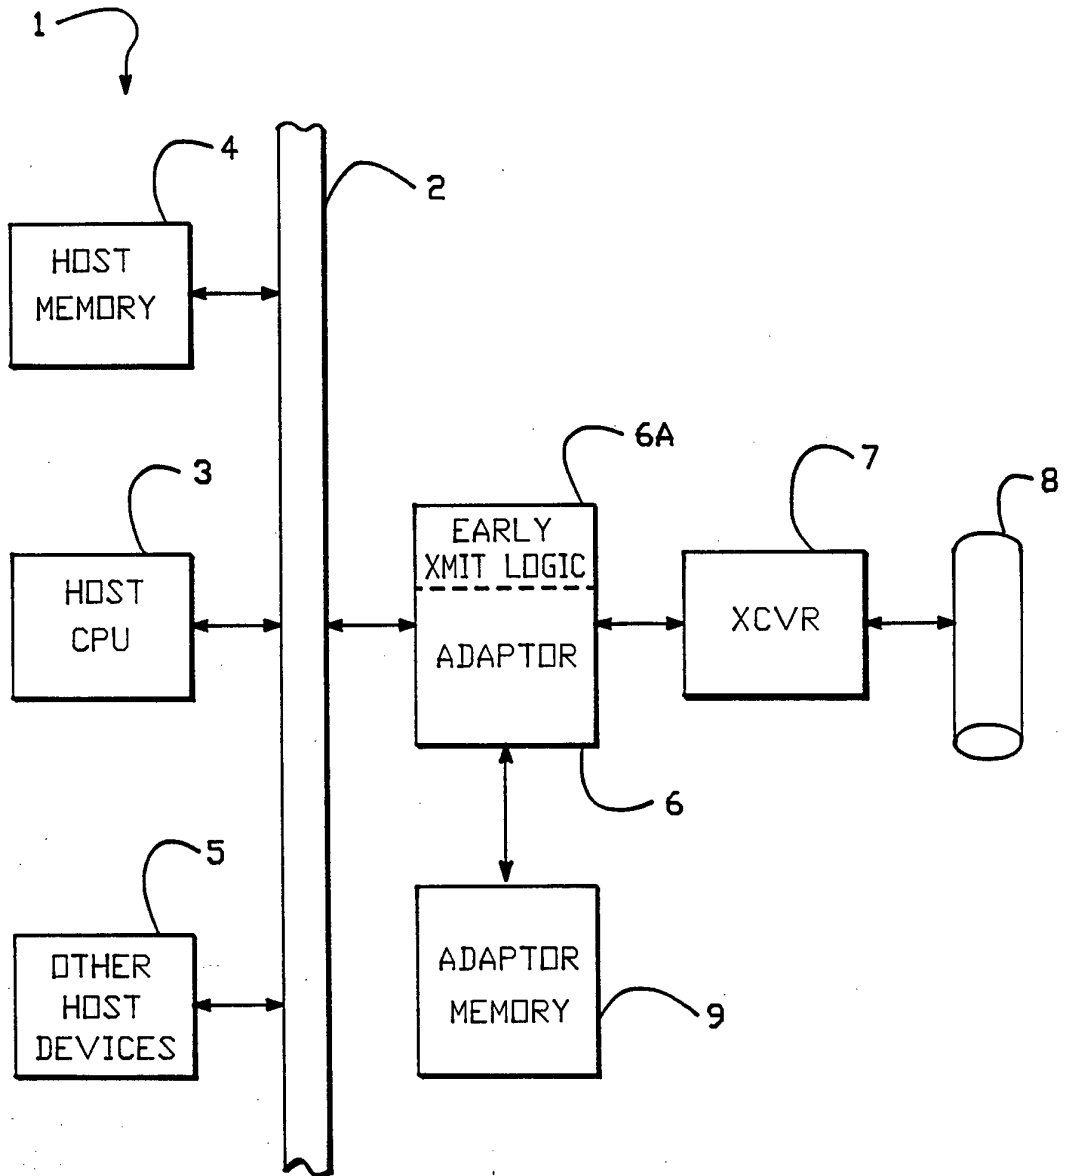 1
4
2
HOST
MEMORY
6A
7
3
8
EARLY
XMIT LOGIC
HOST
CPU
XCVR
ADAPTOR
6
5
OTHER
HOST
DEVICES
ADAPTOR
MEMORY
9